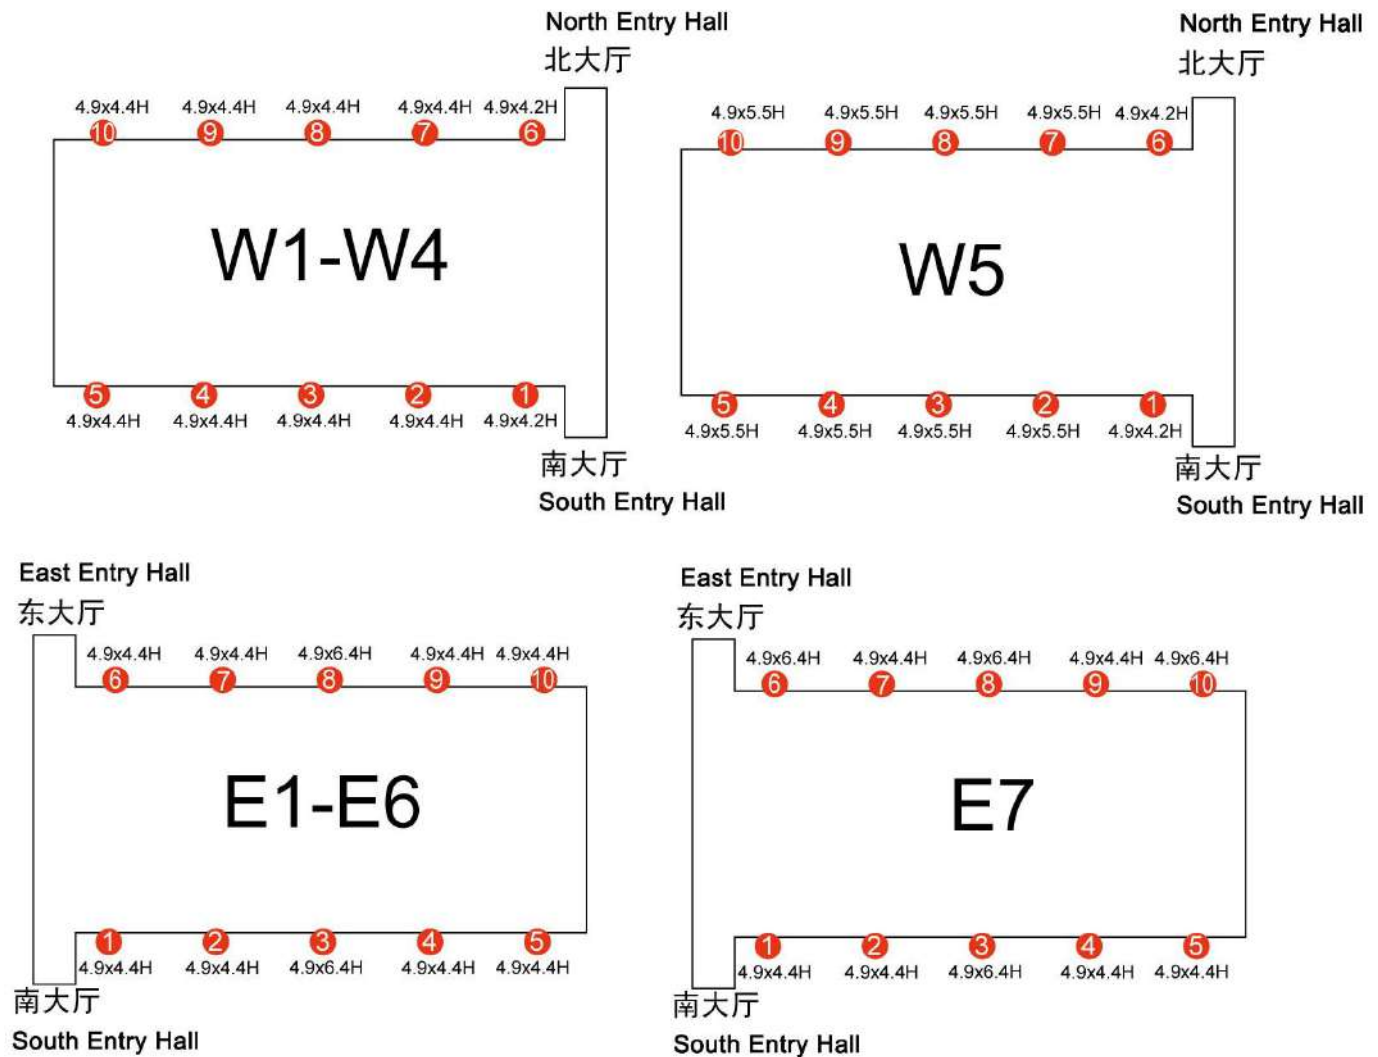 North Entry Hall
北大厅
4.9x4.4H 4.9x4.4H 4.9x4.4H 4.9x4.4H 4.9x4.2H
10 9 8 7 6
W1-W4
5 4 3 2 1
4.9x4.4H 4.9x4.4H 4.9x4.4H 4.9x4.4H 4.9x4.2H
南大厅
South Entry Hall
North Entry Hall
北大厅
4.9x5.5H 4.9x5.5H 4.9x5.5H 4.9x5.5H 4.9x4.2H
10 9 8 7 6
W5
5 4 3 2 1
4.9x5.5H 4.9x5.5H 4.9x5.5H 4.9x5.5H 4.9x4.2H
南大厅
South Entry Hall
East Entry Hall
东大厅
4.9x4.4H 4.9x4.4H 4.9x6.4H 4.9x4.4H 4.9x4.4H
6 7 8 9 10
E1-E6
1 2 3 4 5
4.9x4.4H 4.9x4.4H 4.9x6.4H 4.9x4.4H 4.9x4.4H
南大厅
South Entry Hall
East Entry Hall
东大厅
4.9x6.4H 4.9x4.4H 4.9x6.4H 4.9x4.4H 4.9x6.4H
6 7 8 9 10
E7
1 2 3 4 5
4.9x4.4H 4.9x4.4H 4.9x6.4H 4.9x4.4H 4.9x4.4H
南大厅
South Entry Hall